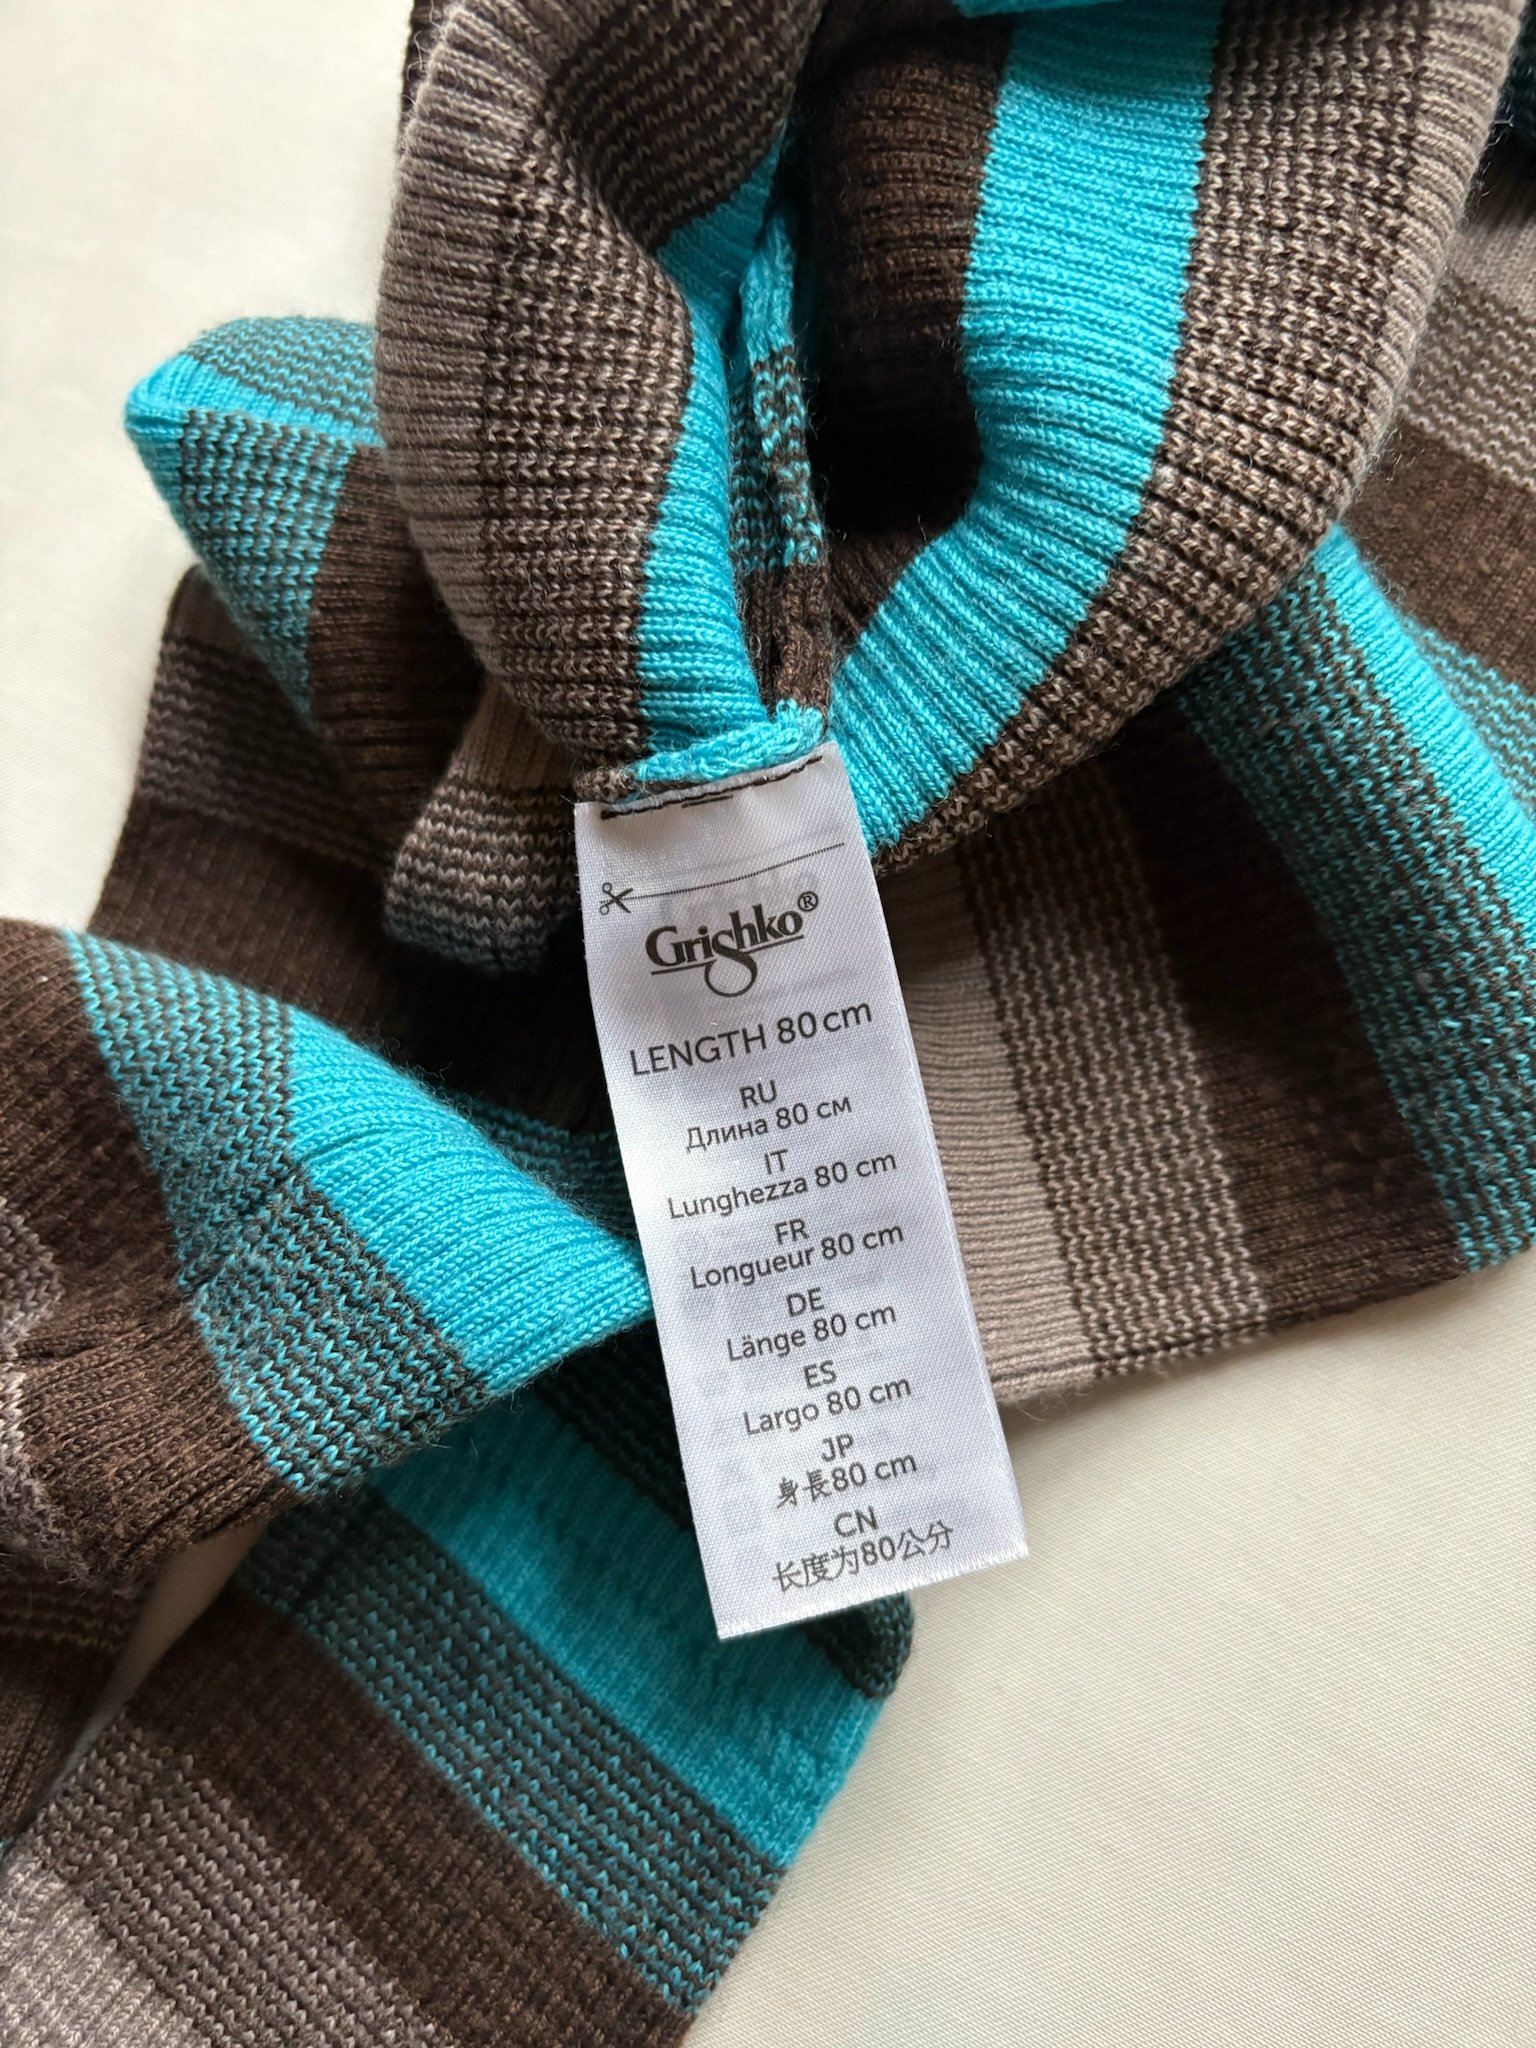 Grishko®
LENGTH 80 cm
RU
Длина 80 см
IT
Lunghezza 80 cm
FR
Longueur 80 cm
DE
Länge 80 cm
ES
Largo 80 cm
JP
身長80 cm
CN
长度为80公分